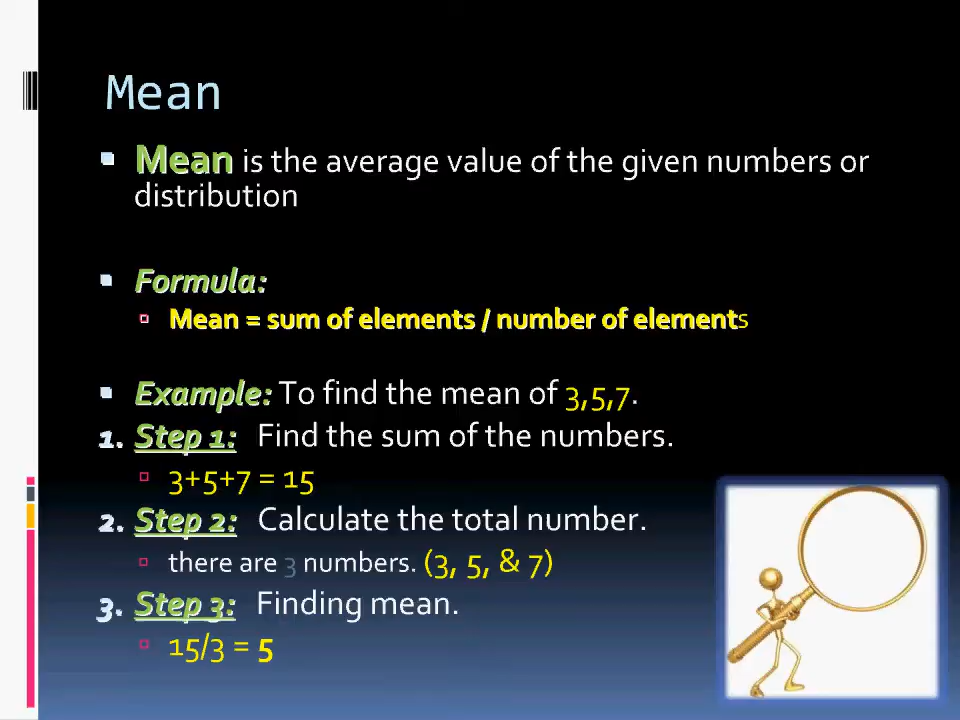 Mean
Mean is the average value of the given numbers or
distribution
Formula:
Mean = sum of elements / number of elements
Example: To find the mean of 3,5,7.
1. Step 1: Find the sum of the numbers.
3+5+7 = 15
2. Step 2: Calculate the total number.
there are 3 numbers. (3, 5, & 7)
3. Step 3: Finding mean.
15/3 = 5